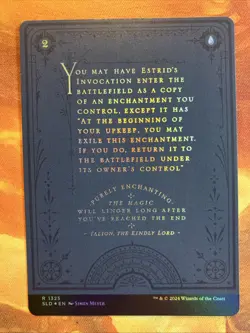 2
You may have Estrid's
Invocation enter the
battlefield as a copy
of an enchantment you
control, except it has
"At the beginning of
your upkeep, you may
exile this enchantment.
If you do, return it to
the battlefield under
its owner's control"
Purely Enchanting
The magic
will linger long after
you've reached the end
– Talion, the Kindly Lord –
R 1325
SLD ★ EN Jokin Meyer
™ & © 2024 Wizards of the Coast